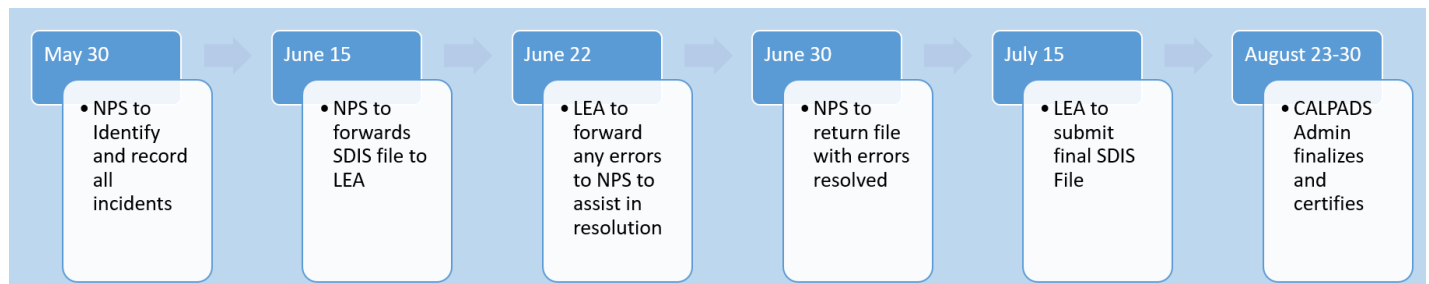 May 30
• NPS to
Identify
and record
all
incidents
June 15
• NPS to
forwards
SDIS file to
LEA
June 22
• LEA to
forward
any errors
to NPS to
assist in
resolution
June 30
• NPS to
return file
with errors
resolved
July 15
• LEA to
submit
final SDIS
File
August 23-30
• CALPADS
Admin
finalizes
and
certifies